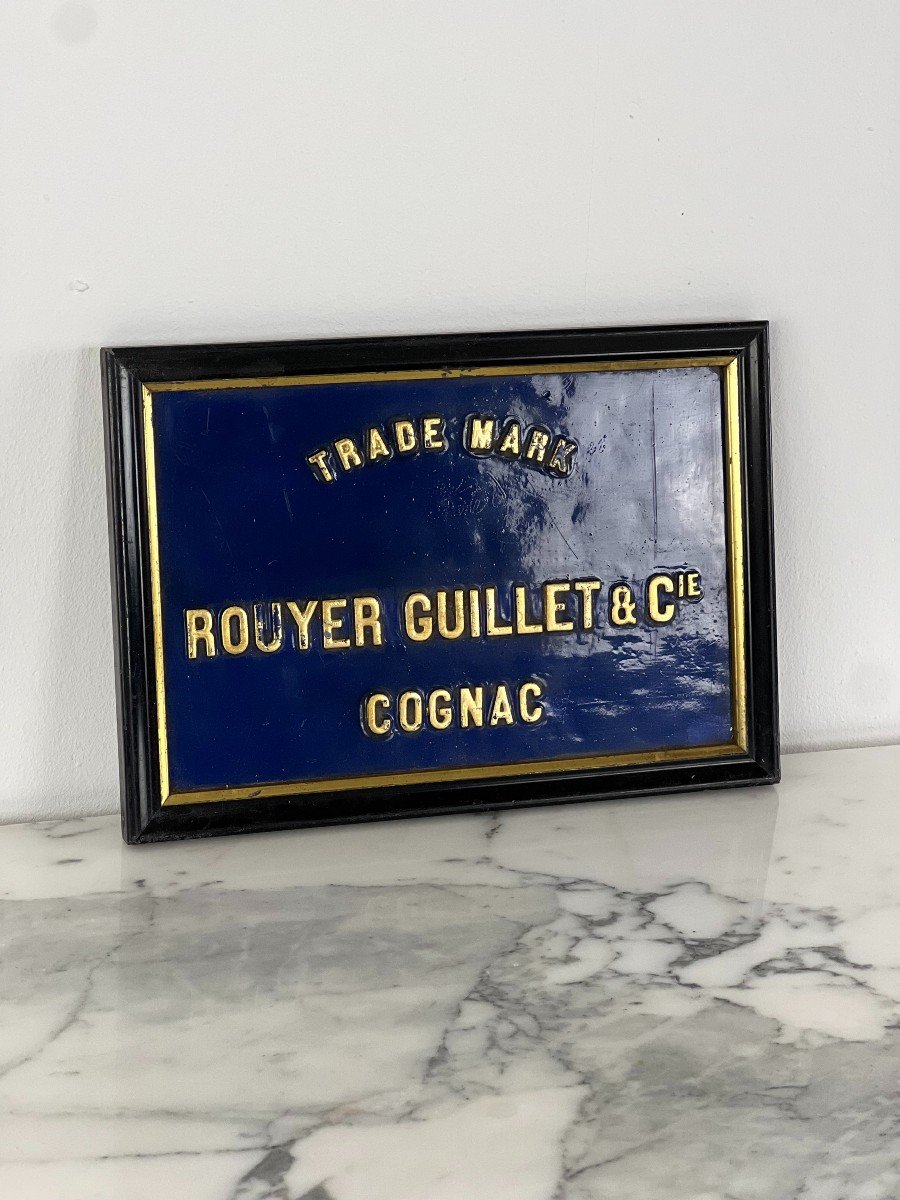 TRADE MARK
ROUYER GUILLET & CIE
COGNAC